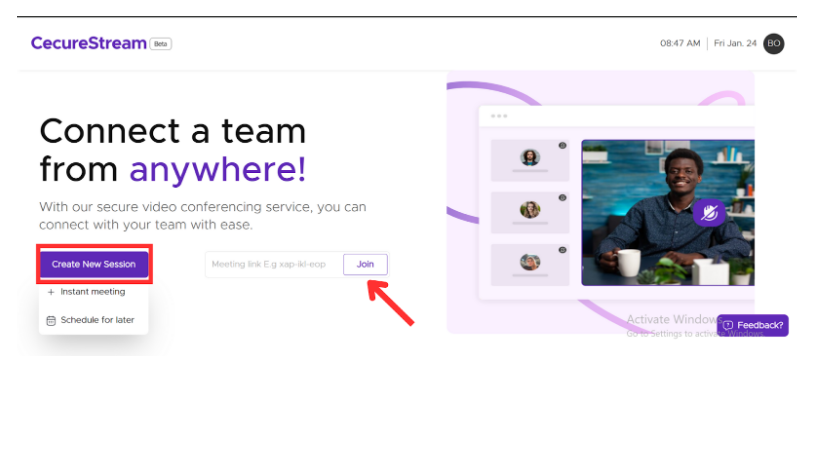 CecureStream Beta
08:47 AM Fri Jan. 24 BO
Connect a team
from anywhere!
With our secure video conferencing service, you can
connect with your team with ease.
Create New Session
Meeting link E.g xap-ikl-eop
Join
+ Instant meeting
Schedule for later
Activate Windows
Go to Settings to activate Windows.
Feedback?